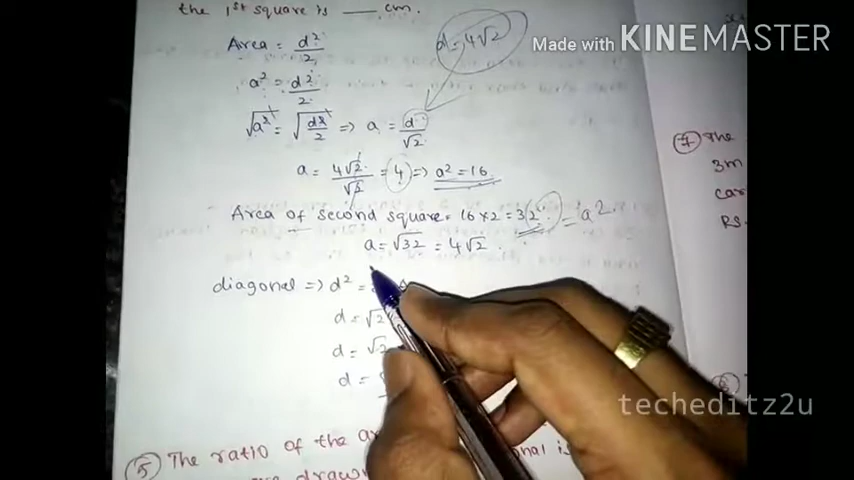 the 1st square is ___ cm.
Area = d²/2
d = 4√2
Made with KINEMASTER
a² = d²/2
√a² = √d²/2 => a = d/√2
7 The
3m
car
Rs.
a = 4√2/√2 = 4 => a² = 16
Area of second square = 16 x 2 = 32 = a².
a = √32 = 4√2.
diagonal => d² =
d = √2
d = √2
d =
techeditz2u
5 The ratio of the